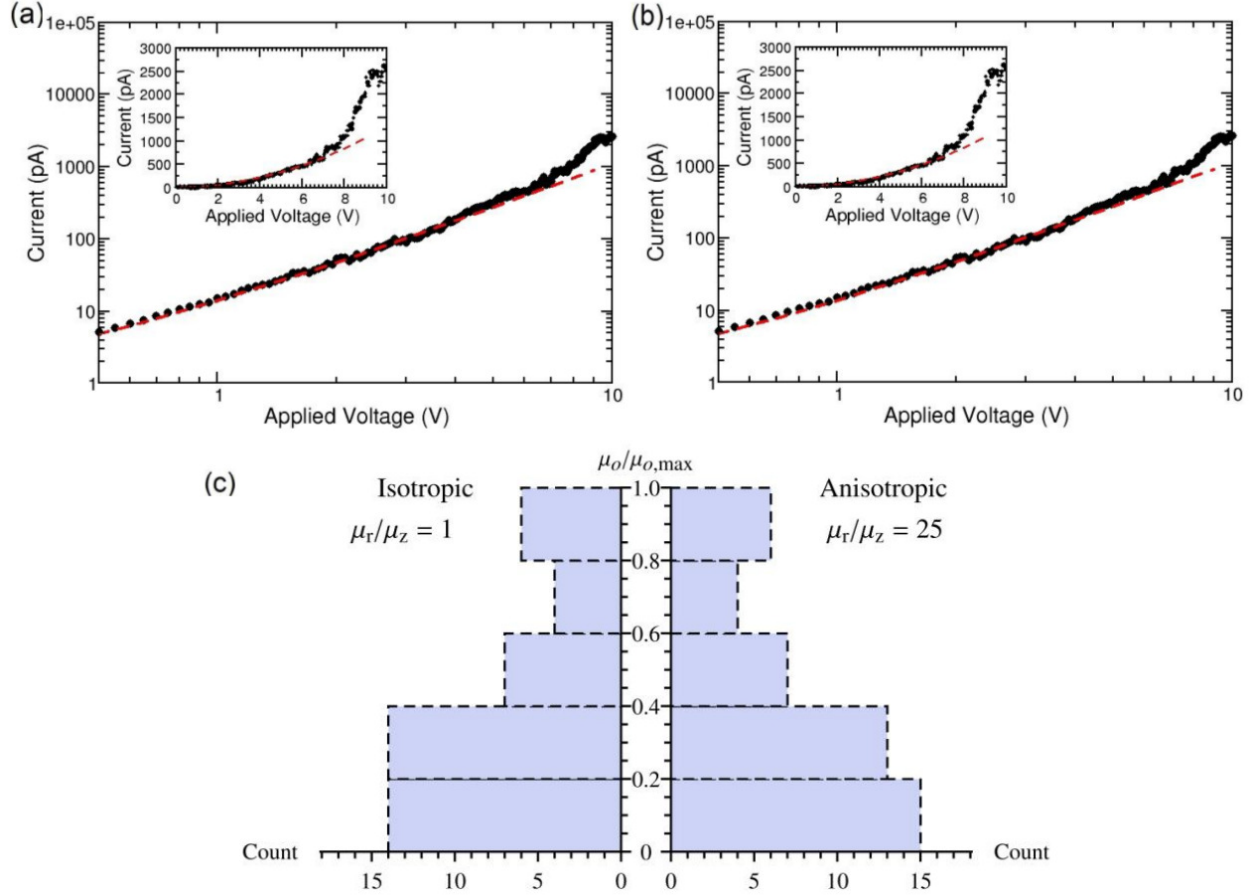 (a)
1e+05
10000
1000
100
10
1
Current (pA)
1
10
Applied Voltage (V)
3000
2500
2000
1500
1000
500
0
Current (pA)
0
2
4
6
8
10
Applied Voltage (V)
(b)
1e+05
10000
1000
100
10
1
Current (pA)
1
10
Applied Voltage (V)
3000
2500
2000
1500
1000
500
0
Current (pA)
0
2
4
6
8
10
Applied Voltage (V)
(c)
μo/μo,max
Isotropic
μr/μz = 1
Anisotropic
μr/μz = 25
1.0
0.8
0.6
0.4
0.2
0
Count
15
10
5
0
0
5
10
15
Count